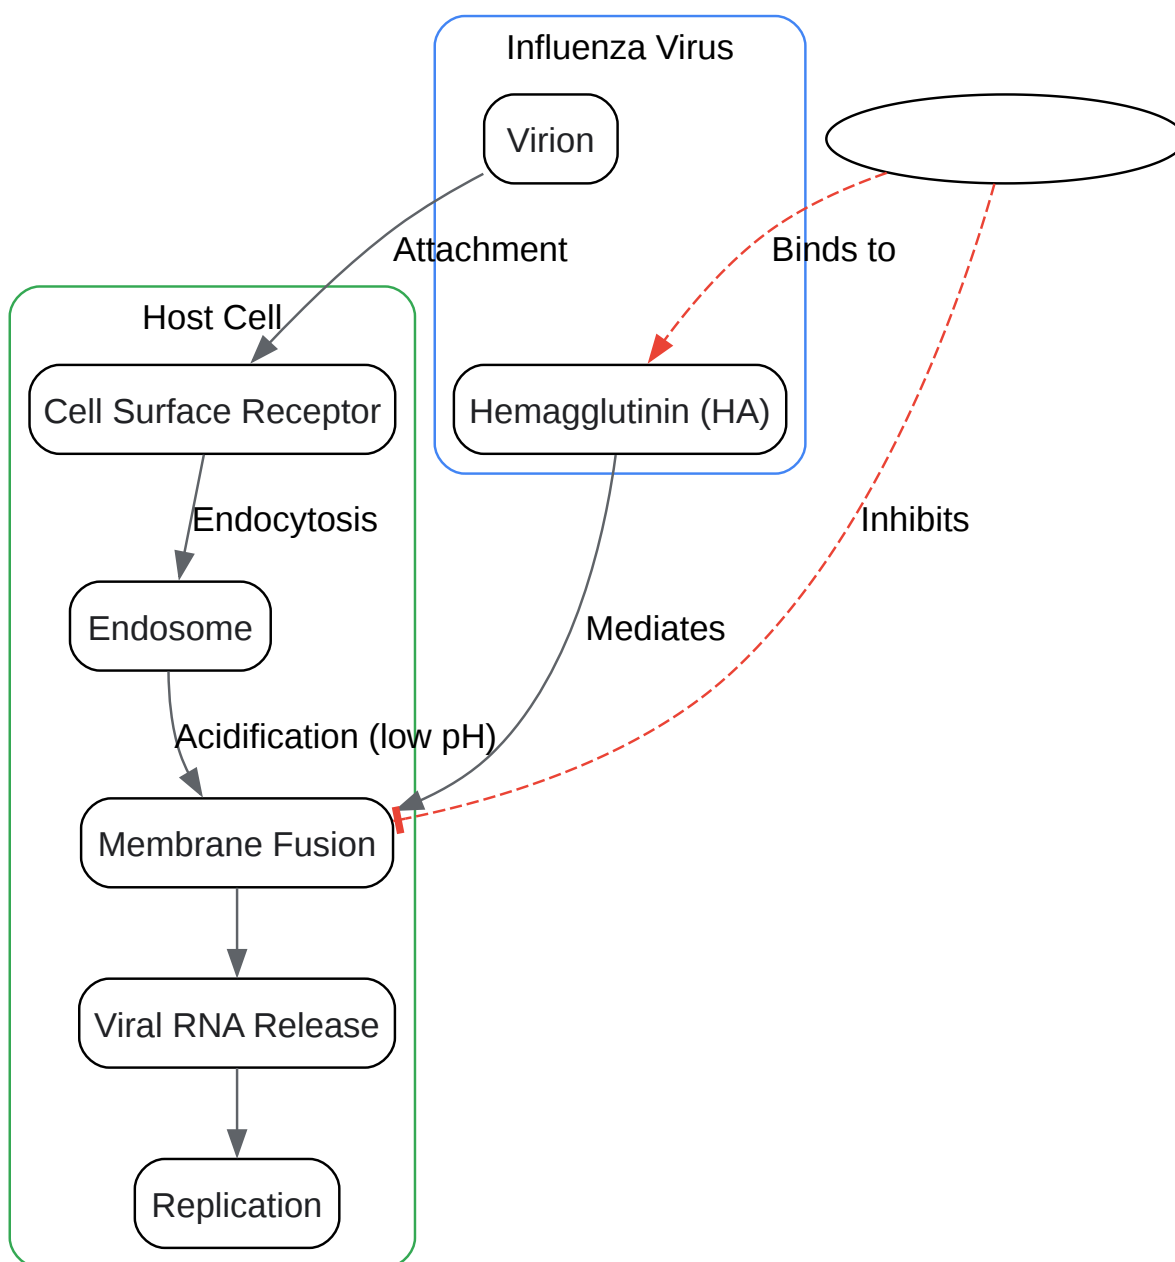 Influenza Virus
Virion
Attachment
Binds to
Host Cell
Cell Surface Receptor
Hemagglutinin (HA)
Endocytosis
Inhibits
Endosome
Mediates
Acidification (low pH)
Membrane Fusion
Viral RNA Release
Replication